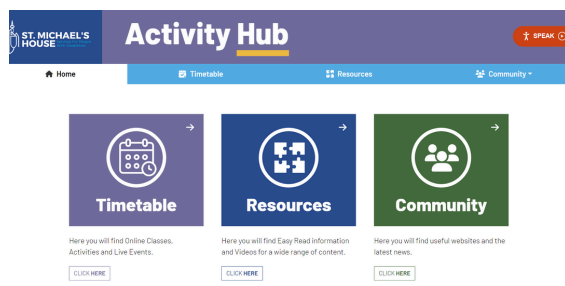 ST. MICHAEL'S
HOUSE
Activity Hub
SPEAK
Home
Timetable
Resources
Community
Timetable
Resources
Community
Here you will find Online Classes,
Activities and Live Events.
CLICK HERE
Here you will find Easy Read information
and Videos for a wide range of content.
CLICK HERE
Here you will find useful websites and the
latest news.
CLICK HERE